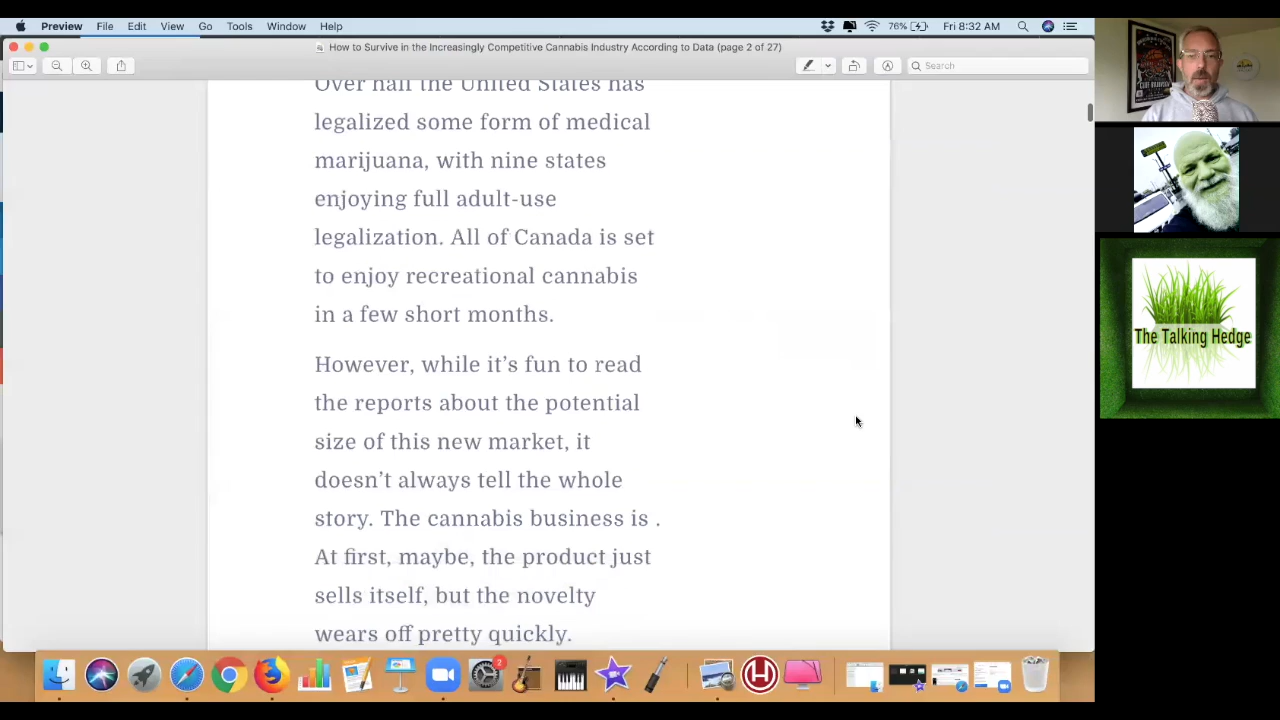 Preview File Edit View Go Tools Window Help
76% Fri 8:32 AM
How to Survive in the Increasingly Competitive Cannabis Industry According to Data (page 2 of 27)
Search
Over half the United States has
legalized some form of medical
marijuana, with nine states
enjoying full adult-use
legalization. All of Canada is set
to enjoy recreational cannabis
in a few short months.
However, while it's fun to read
the reports about the potential
size of this new market, it
doesn't always tell the whole
story. The cannabis business is .
At first, maybe, the product just
sells itself, but the novelty
wears off pretty quickly.
The Talking Hedge
2